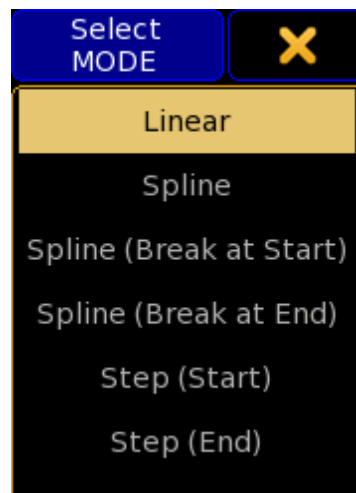 Select
MODE
Linear
Spline
Spline (Break at Start)
Spline (Break at End)
Step (Start)
Step (End)